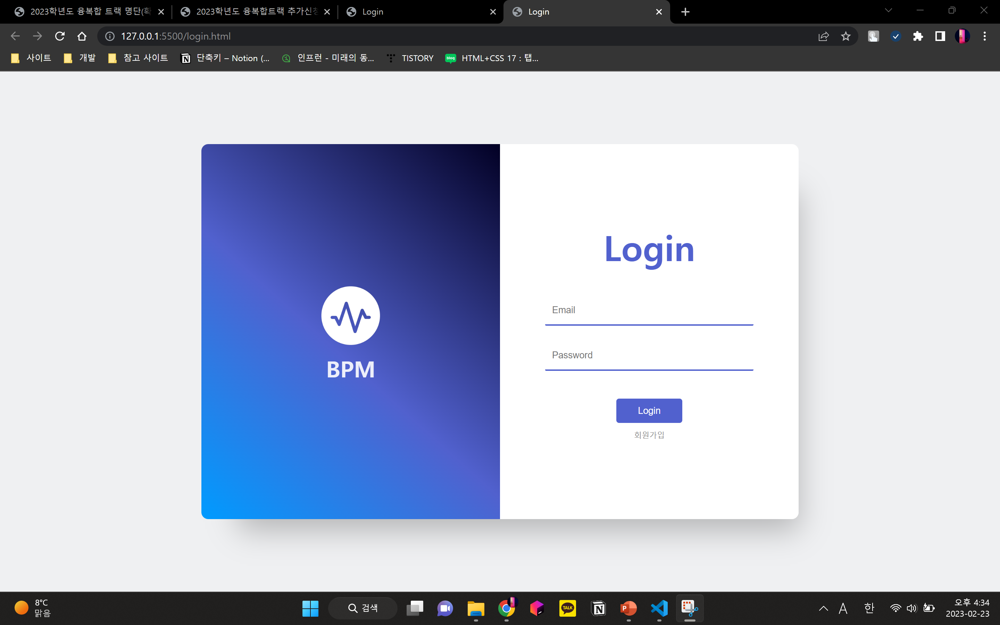 2023학년도 융복합 트랙 명단(확
2023학년도 융복합트랙 추가신청
Login
Login
127.0.0.1:5500/login.html
사이트
개발
참고 사이트
단축키 – Notion (...
인프런 - 미래의 동...
TISTORY
blog
HTML+CSS 17 : 탭...
Login
Email
BPM
Password
Login
회원가입
8°C
맑음
검색
TALK
N
P
A
한
오후 4:34
2023-02-23